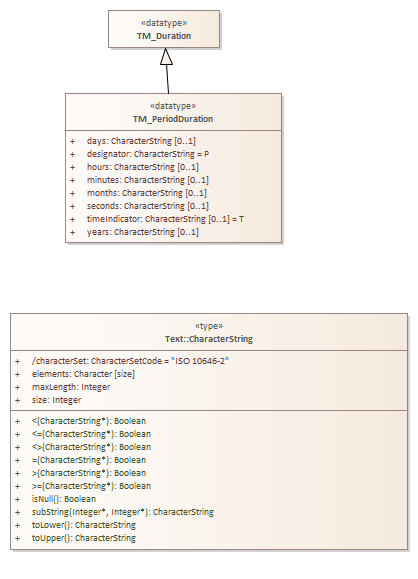 «datatype»
TM_Duration
«datatype»
TM_PeriodDuration
+ days: CharacterString [0..1]
+ designator: CharacterString = P
+ hours: CharacterString [0..1]
+ minutes: CharacterString [0..1]
+ months: CharacterString [0..1]
+ seconds: CharacterString [0..1]
+ timeIndicator: CharacterString [0..1] = T
+ years: CharacterString [0..1]
«type»
Text::CharacterString
+ /characterSet: CharacterSetCode = "ISO 10646-2"
+ elements: Character [size]
+ maxLength: Integer
+ size: Integer
+ <(CharacterString*): Boolean
+ <=(CharacterString*): Boolean
+ <>(CharacterString*): Boolean
+ =(CharacterString*): Boolean
+ >(CharacterString*): Boolean
+ >=(CharacterString*): Boolean
+ isNull(): Boolean
+ subString(Integer*, Integer*): CharacterString
+ toLower(): CharacterString
+ toUpper(): CharacterString